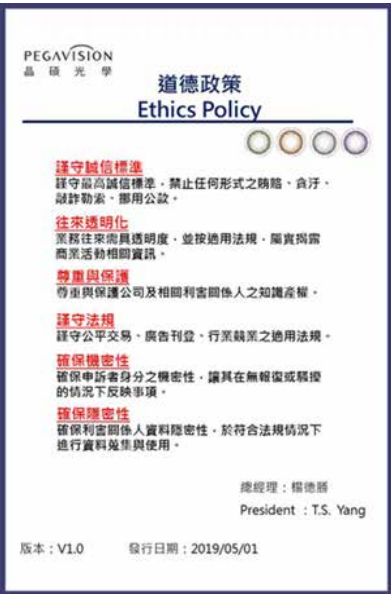 PEGAVISION
晶碩光學
道德政策
Ethics Policy
謹守誠信標準
謹守最高誠信標準，禁止任何形式之賄賂、貪汙、
敲詐勒索、挪用公款。
往來透明化
業務往來需具透明度，並按適用法規，屬實揭露
商業活動相關資訊。
尊重與保護
尊重與保護公司及相關利害關係人之知識產權。
謹守法規
謹守公平交易、廣告刊登、行業競業之適用法規。
確保機密性
確保申訴者身分之機密性，讓其在無報復或騷擾
的情況下反映事項。
確保隱密性
確保利害關係人資料隱密性，於符合法規情況下
進行資料蒐集與使用。
總經理：楊德勝
President ：T.S. Yang
版本：V1.0 發行日期：2019/05/01